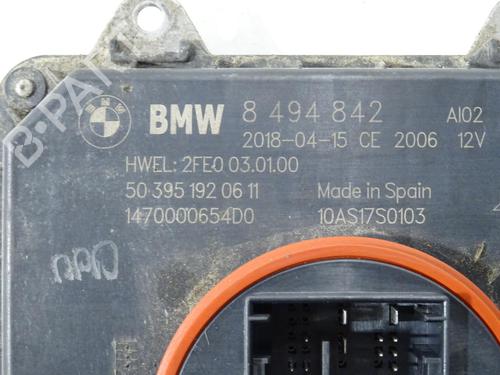 BMW 8 494 842 AI02
2018-04-15 CE 2006 12V
HWEL: 2FE0 03.01.00
50 395 192 06 11 Made in Spain
1470000654D0 10AS17S0103